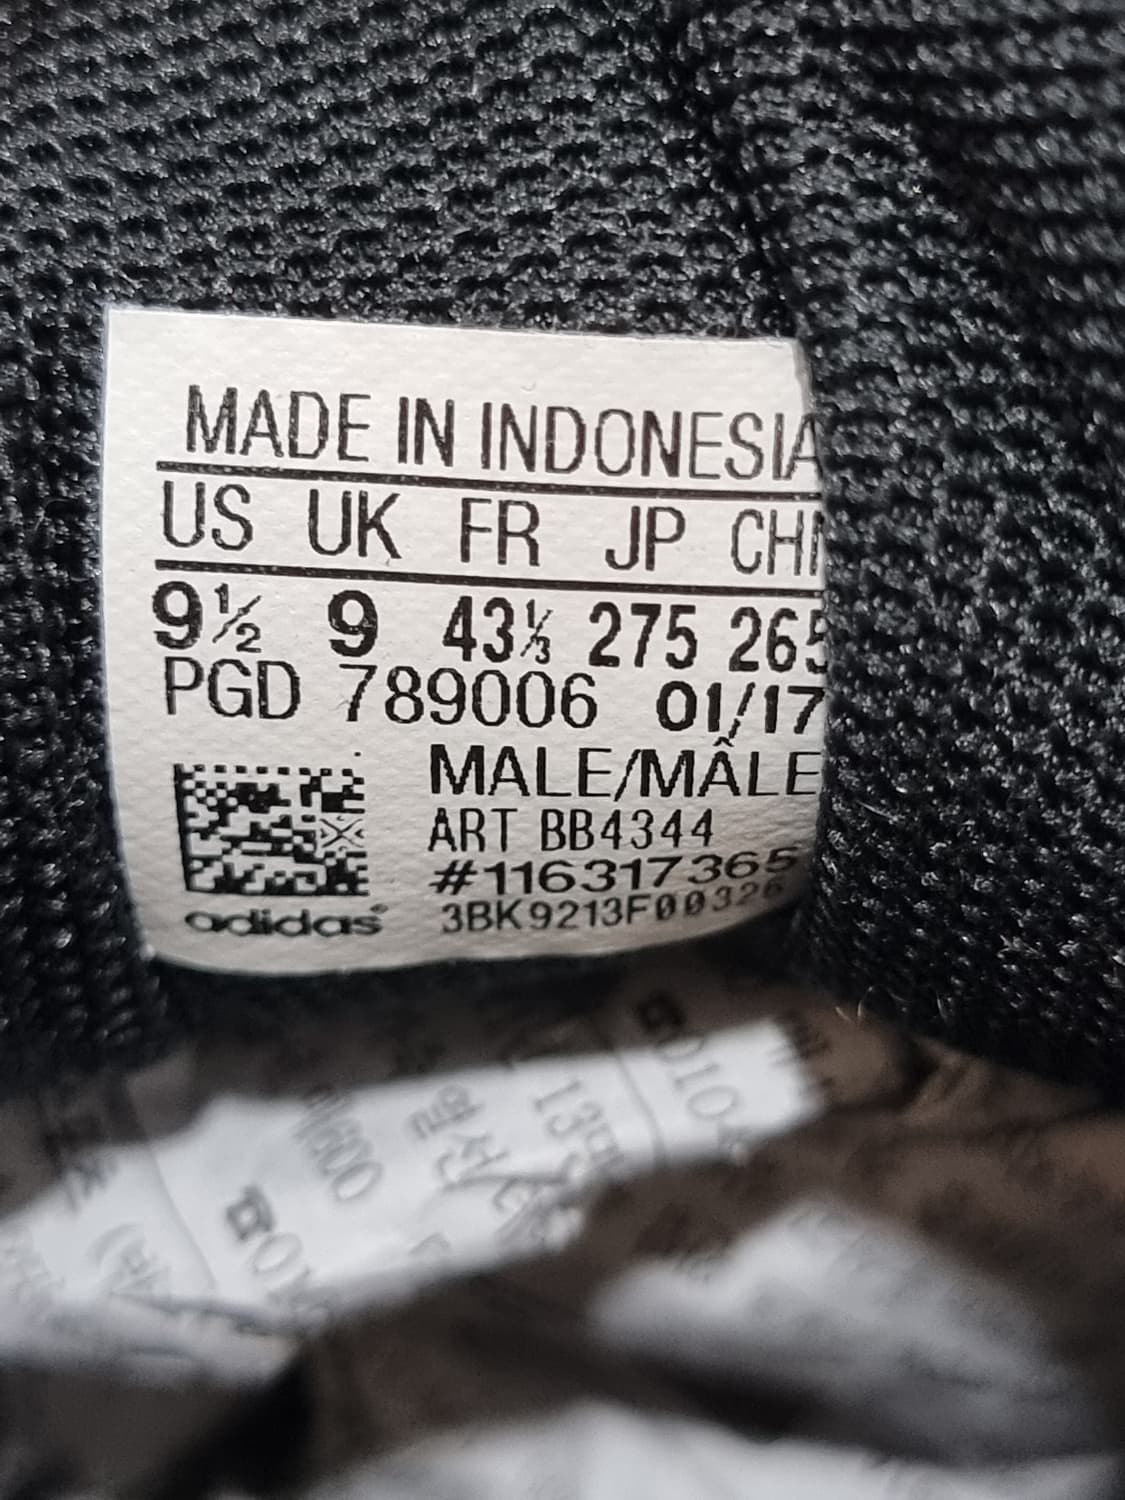 MADE IN INDONESIA
US UK FR JP CHN
9½ 9 43⅓ 275 265
PGD 789006 01/17
MALE/MÂLE
ART BB4344
#116317365
3BK9213F00326
adidas®